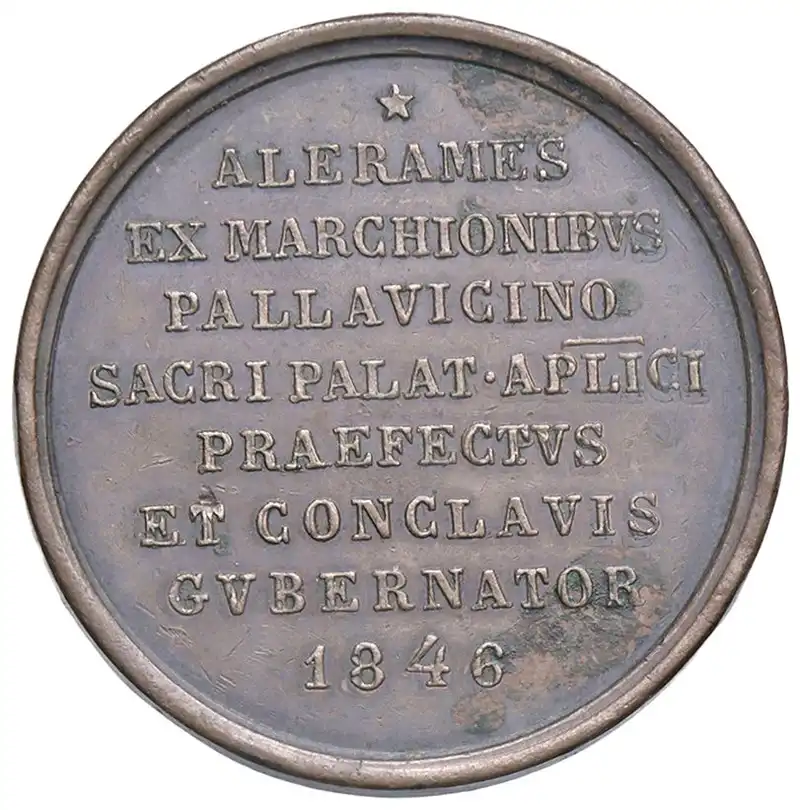 ALERAMES
EX MARCHIONIBVS
PALLAVICINO
SACRI PALAT·APLICI
PRAEFECTVS
ET CONCLAVIS
GVBERNATOR
1846